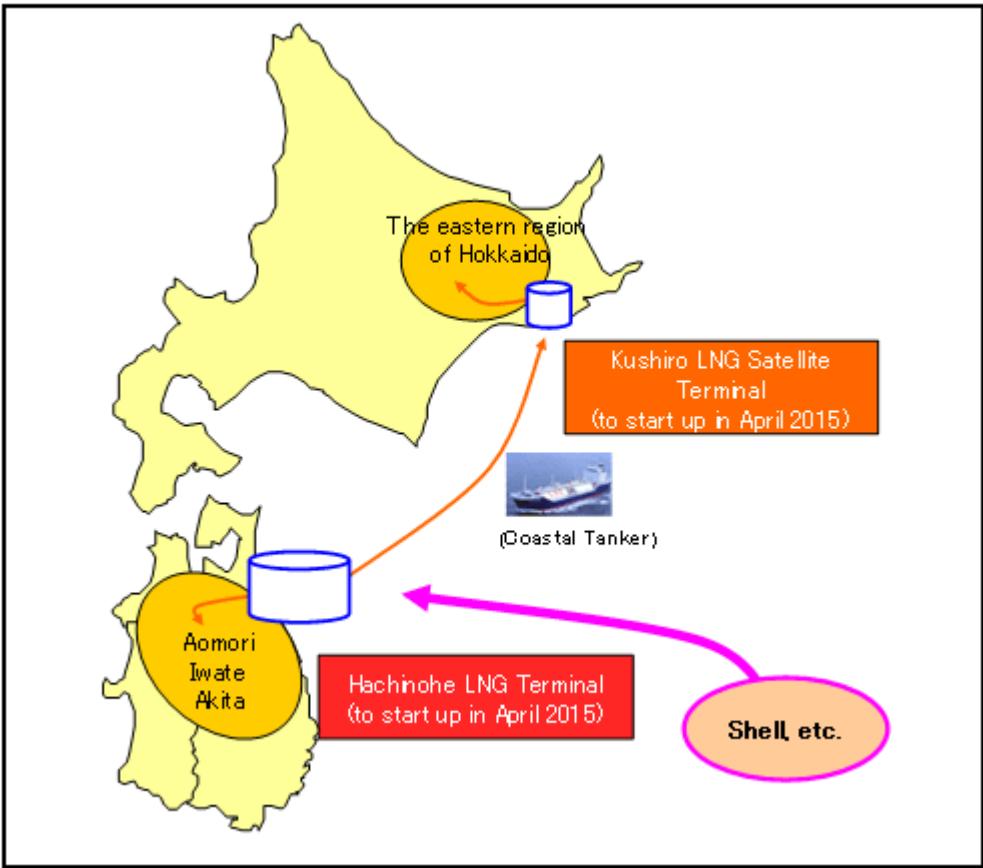 The eastern region
of Hokkaido
Kushiro LNG Satellite
Terminal
(to start up in April 2015)
(Coastal Tanker)
Aomori
Iwate
Akita
Hachinohe LNG Terminal
(to start up in April 2015)
Shell, etc.